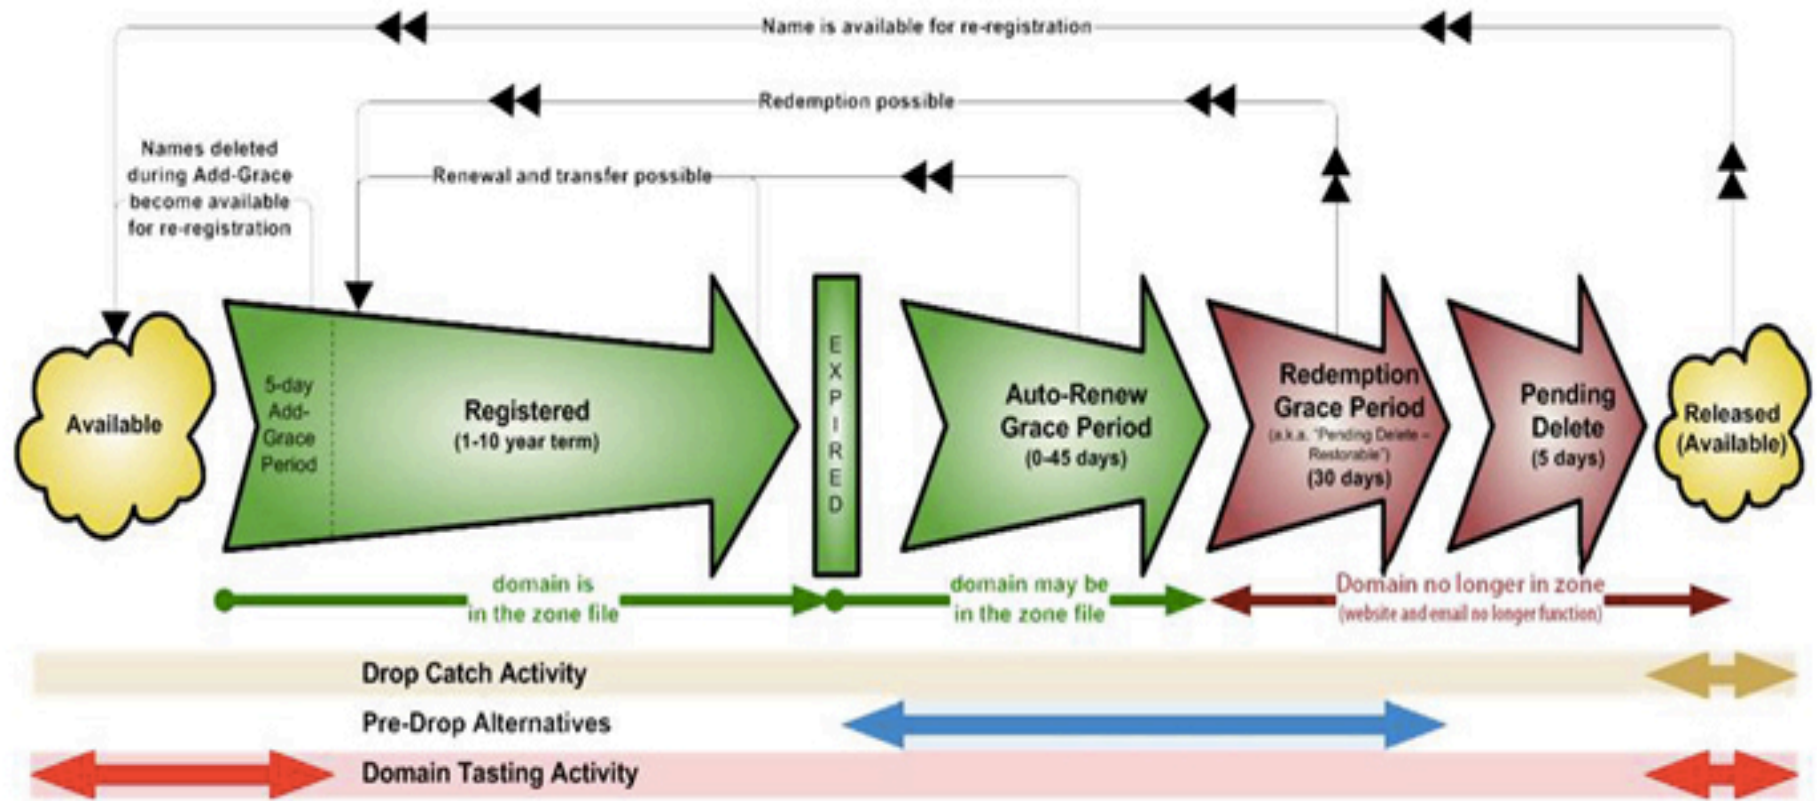 Name is available for re-registration
Redemption possible
Names deleted
during Add-Grace
become available
for re-registration
Renewal and transfer possible
Available
5-day
Add-
Grace
Period
Registered
(1-10 year term)
EXPIRED
Auto-Renew
Grace Period
(0-45 days)
Redemption
Grace Period
(a.k.a. "Pending Delete –
Restorable")
(30 days)
Pending
Delete
(5 days)
Released
(Available)
domain is
in the zone file
domain may be
in the zone file
Domain no longer in zone
(website and email no longer function)
Drop Catch Activity
Pre-Drop Alternatives
Domain Tasting Activity